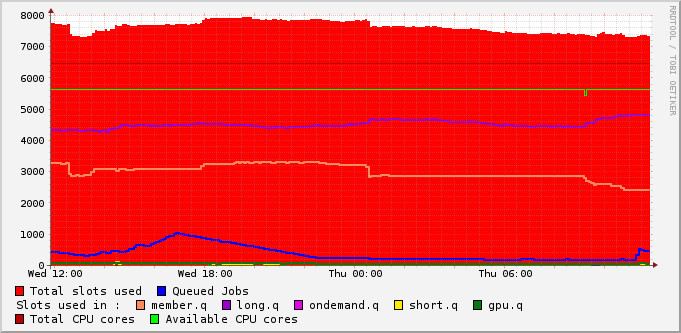 8000
7000
6000
5000
4000
3000
2000
1000
0
Wed 12:00 Wed 18:00 Thu 00:00 Thu 06:00
RRDTOOL / TOBI OETIKER
Total slots used Queued Jobs
Slots used in : member.q long.q ondemand.q short.q gpu.q
Total CPU cores Available CPU cores